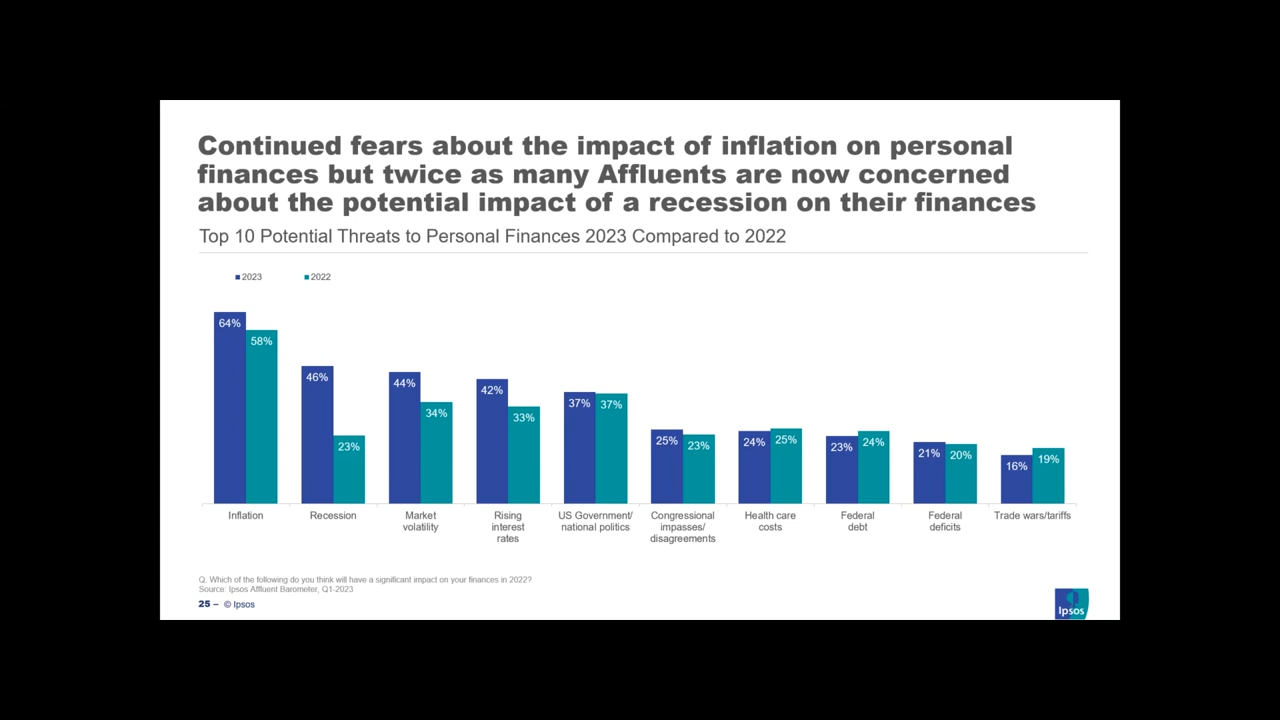 Continued fears about the impact of inflation on personal
finances but twice as many Affluents are now concerned
about the potential impact of a recession on their finances
Top 10 Potential Threats to Personal Finances 2023 Compared to 2022
2023 2022
64% 58% 46% 23% 44% 34% 42% 33% 37% 37% 25% 23% 24% 25% 23% 24% 21% 20% 16% 19%
Inflation
Recession
Market
volatility
Rising
interest
rates
US Government/
national politics
Congressional
impasses/
disagreements
Health care
costs
Federal
debt
Federal
deficits
Trade wars/tariffs
Q. Which of the following do you think will have a significant impact on your finances in 2022?
Source: Ipsos Affluent Barometer, Q1-2023
25 – © Ipsos
Ipsos